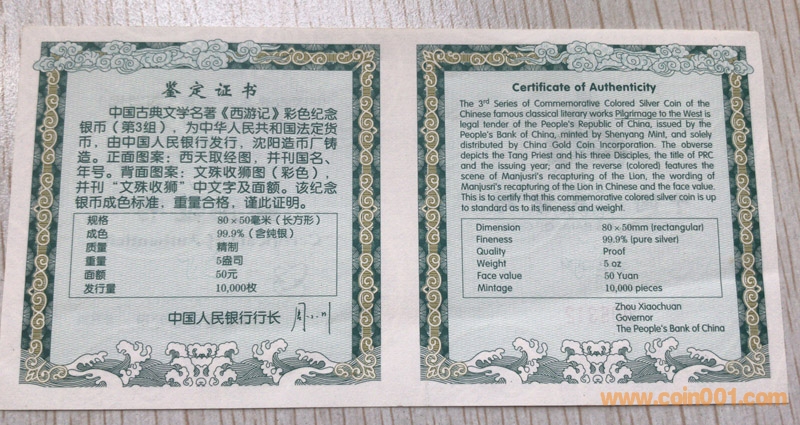 鉴定证书
中国古典文学名著《西游记》彩色纪念
银币（第3组），为中华人民共和国法定货
币，由中国人民银行发行，沈阳造币厂铸
造。正面图案：西天取经图，并刊国名、
年号。背面图案：文殊收狮图（彩色），
并刊“文殊收狮”中文字及面额。该纪念
银币成色标准，重量合格，谨此证明。
规格 80×50毫米（长方形）
成色 99.9%（含纯银）
质量 精制
重量 5盎司
面额 50元
发行量 10,000枚
中国人民银行行长
Certificate of Authenticity
The 3rd Series of Commemorative Colored Silver Coin of the
Chinese famous classical literary works Pilgrimage to the West is
legal tender of the People's Republic of China, issued by the
People's Bank of China, minted by Shenyang Mint, and solely
distributed by China Gold Coin Incorporation. The obverse
depicts the Tang Priest and his three Disciples, the title of PRC
and the issuing year; and the reverse (colored) features the
scene of Manjusri's recapturing of the Lion, the wording of
Manjusri's recapturing of the Lion in Chinese and the face value.
This is to certify that this commemorative colored silver coin is up
to standard as to its fineness and weight.
Dimension 80×50mm (rectangular)
Fineness 99.9% (pure silver)
Quality Proof
Weight 5 oz
Face value 50 Yuan
Mintage 10,000 pieces
Zhou Xiaochuan
Governor
The People's Bank of China
www.coin001.com